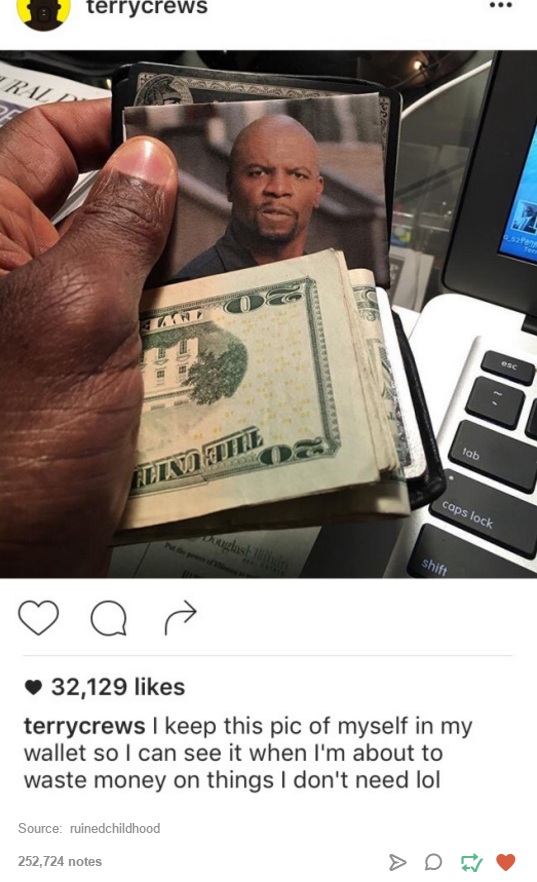 terrycrews
URAL
20
20
esc
tab
caps lock
shift
32,129 likes
terrycrews I keep this pic of myself in my
wallet so I can see it when I'm about to
waste money on things I don't need lol
Source: ruinedchildhood
252,724 notes